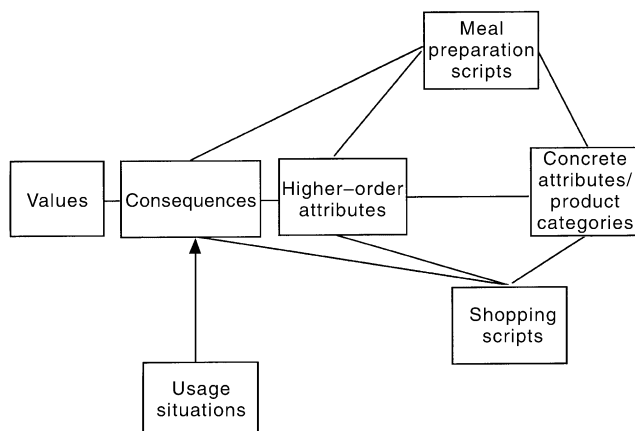 Meal
preparation
scripts
Values
Consequences
Higher–order
attributes
Concrete
attributes/
product
categories
Shopping
scripts
Usage
situations